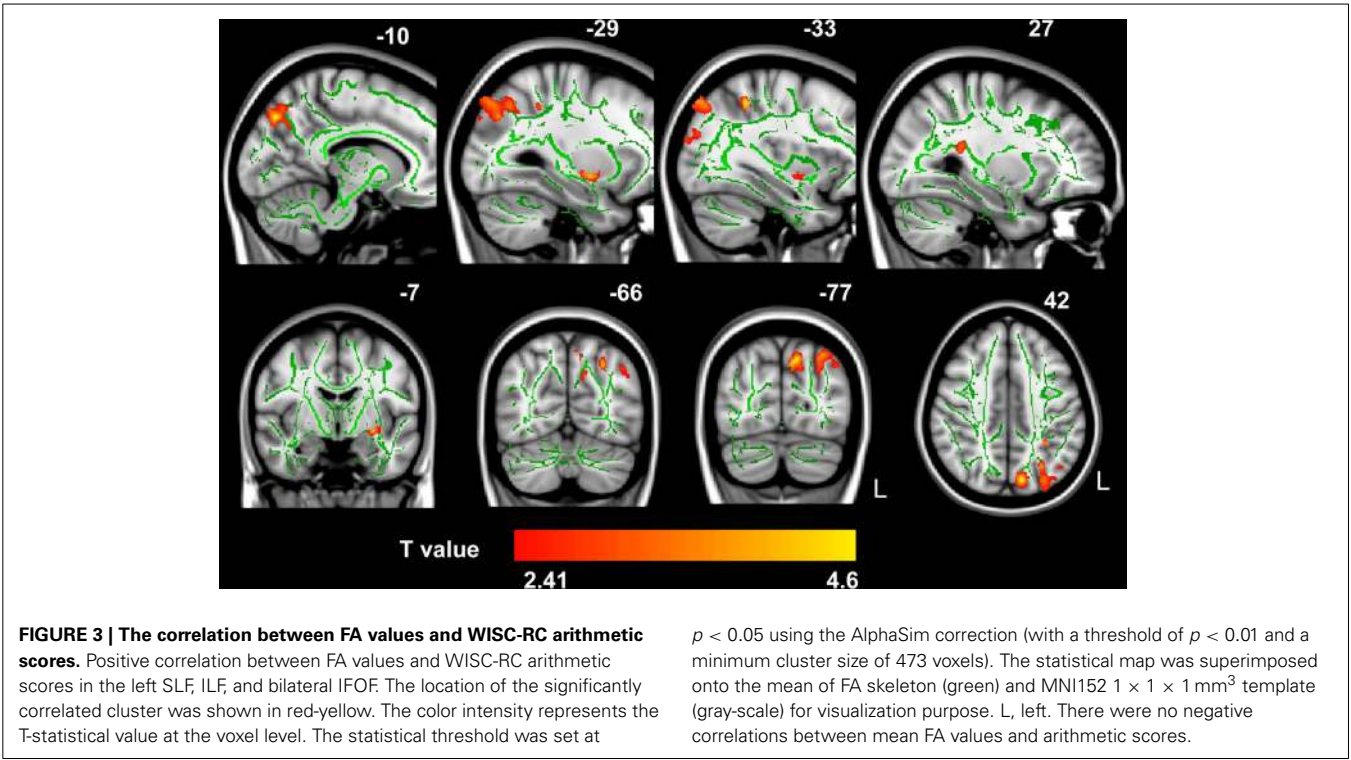 -10
-29
-33
27
-7
-66
-77
42
L
L
T value
2.41
4.6
FIGURE 3 | The correlation between FA values and WISC-RC arithmetic
scores. Positive correlation between FA values and WISC-RC arithmetic
scores in the left SLF, ILF, and bilateral IFOF. The location of the significantly
correlated cluster was shown in red-yellow. The color intensity represents the
T-statistical value at the voxel level. The statistical threshold was set at
p < 0.05 using the AlphaSim correction (with a threshold of p < 0.01 and a
minimum cluster size of 473 voxels). The statistical map was superimposed
onto the mean of FA skeleton (green) and MNI152 1 × 1 × 1 mm³ template
(gray-scale) for visualization purpose. L, left. There were no negative
correlations between mean FA values and arithmetic scores.